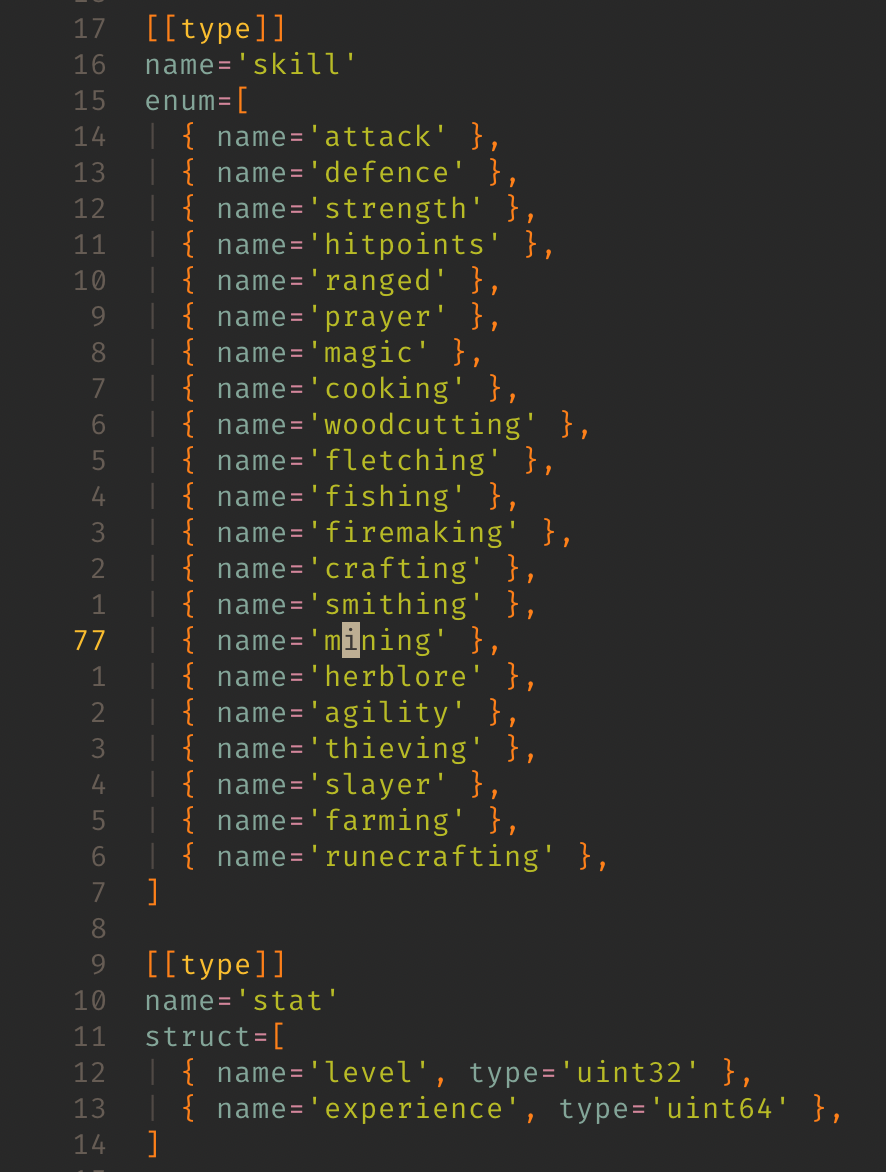 17 [[type]]
16 name='skill'
15 enum=[
14 | { name='attack' },
13 | { name='defence' },
12 | { name='strength' },
11 | { name='hitpoints' },
10 | { name='ranged' },
9 | { name='prayer' },
8 | { name='magic' },
7 | { name='cooking' },
6 | { name='woodcutting' },
5 | { name='fletching' },
4 | { name='fishing' },
3 | { name='firemaking' },
2 | { name='crafting' },
1 | { name='smithing' },
77 | { name='mining' },
1 | { name='herblore' },
2 | { name='agility' },
3 | { name='thieving' },
4 | { name='slayer' },
5 | { name='farming' },
6 | { name='runecrafting' },
7 ]
8
9 [[type]]
10 name='stat'
11 struct=[
12 | { name='level', type='uint32' },
13 | { name='experience', type='uint64' },
14 ]